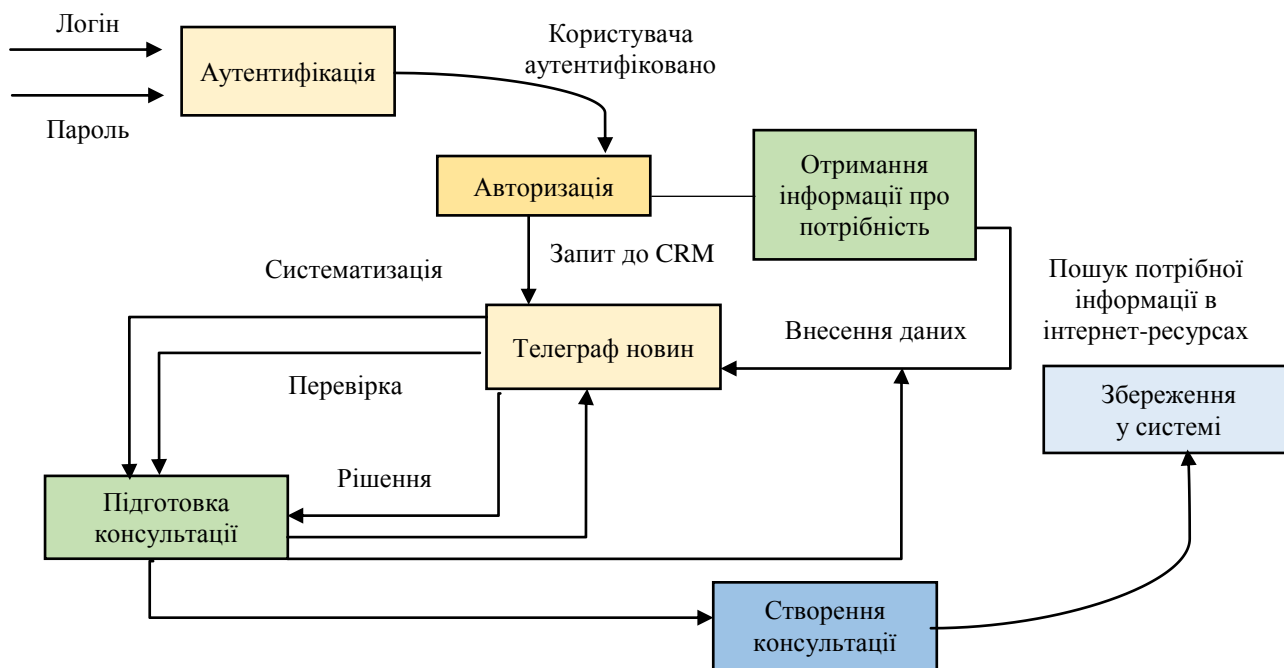 Логін
Аутентифікація
Пароль
Користувача
аутентифіковано
Авторизація
Отримання
інформації про
потрібність
Запит до CRM
Систематизація
Пошук потрібної
інформації в
інтернет-ресурсах
Телеграф новин
Внесення даних
Перевірка
Збереження
у системі
Рішення
Підготовка
консультації
Створення
консультації